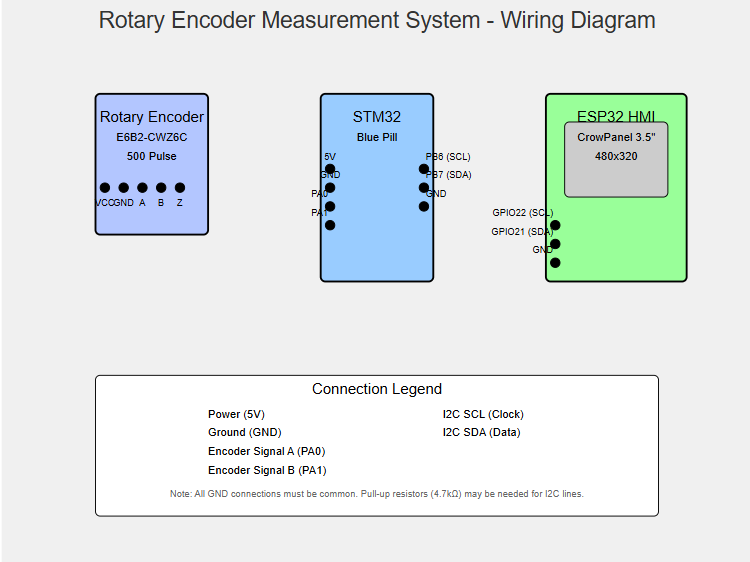 Rotary Encoder Measurement System - Wiring Diagram
Rotary Encoder
E6B2-CWZ6C
500 Pulse
VCC
GND
A
B
Z
STM32
Blue Pill
5V
GND
PA0
PA1
PB6 (SCL)
PB7 (SDA)
GND
ESP32 HMI
CrowPanel 3.5"
480x320
GPIO22 (SCL)
GPIO21 (SDA)
GND
Connection Legend
Power (5V)
Ground (GND)
Encoder Signal A (PA0)
Encoder Signal B (PA1)
I2C SCL (Clock)
I2C SDA (Data)
Note: All GND connections must be common. Pull-up resistors (4.7kΩ) may be needed for I2C lines.